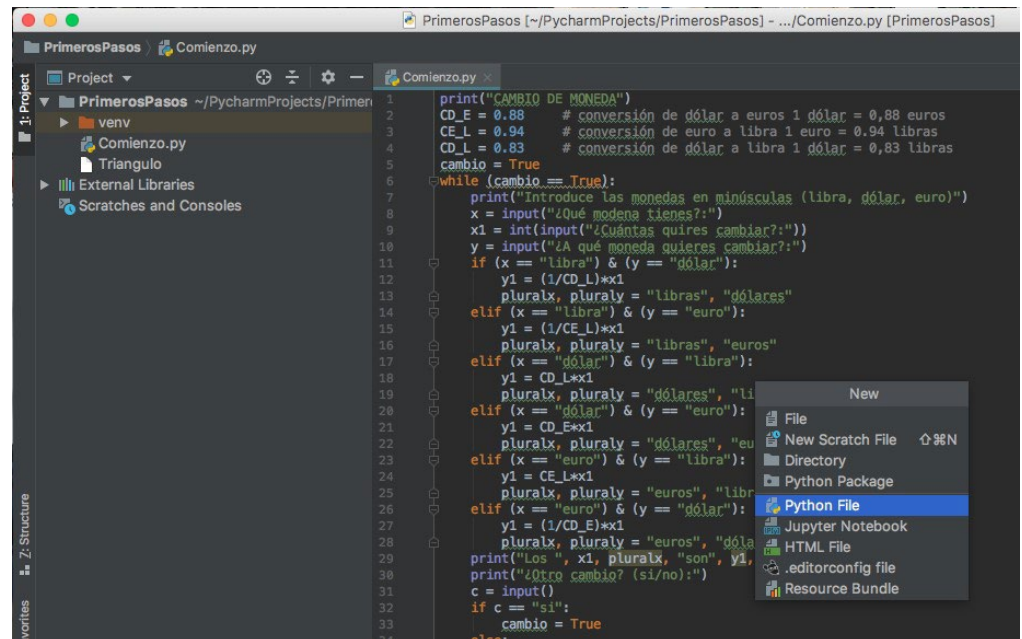 PrimerosPasos [~/PycharmProjects/PrimerosPasos] - .../Comienzo.py [PrimerosPasos]
PrimerosPasos
Comienzo.py
1: Project
Project
PrimerosPasos ~/PycharmProjects/Primer
venv
Comienzo.py
Triangulo
External Libraries
Scratches and Consoles
Z: Structure
vorites
Comienzo.py
1 print("CAMBIO DE MONEDA")
2 CD_E = 0.88 # conversión de dólar a euros 1 dólar = 0,88 euros
3 CE_L = 0.94 # conversión de euro a libra 1 euro = 0.94 libras
4 CD_L = 0.83 # conversión de dólar a libra 1 dólar = 0,83 libras
5 cambio = True
6 while (cambio == True):
7 print("Introduce las monedas en minúsculas (libra, dólar, euro)")
8 x = input("¿Qué modena tienes?:")
9 x1 = int(input("¿Cuántas quires cambiar?:"))
10 y = input("¿A qué moneda quieres cambiar?:")
11 if (x == "libra") & (y == "dólar"):
12 y1 = (1/CD_L)*x1
13 pluralx, pluraly = "libras", "dólares"
14 elif (x == "libra") & (y == "euro"):
15 y1 = (1/CE_L)*x1
16 pluralx, pluraly = "libras", "euros"
17 elif (x == "dólar") & (y == "libra"):
18 y1 = CD_L*x1
19 pluralx, pluraly = "dólares", "li
20 elif (x == "dólar") & (y == "euro"):
21 y1 = CD_E*x1
22 pluralx, pluraly = "dólares", "eu
23 elif (x == "euro") & (y == "libra"):
24 y1 = CE_L*x1
25 pluralx, pluraly = "euros", "libr
26 elif (x == "euro") & (y == "dólar"):
27 y1 = (1/CD_E)*x1
28 pluralx, pluraly = "euros", "dóla
29 print("Los ", x1, pluralx, "son", y1,
30 print("¿Otro cambio? (si/no):")
31 c = input()
32 if c == "si":
33 cambio = True
New
File
New Scratch File ⇧⌘N
Directory
Python Package
Python File
Jupyter Notebook
HTML File
.editorconfig file
Resource Bundle